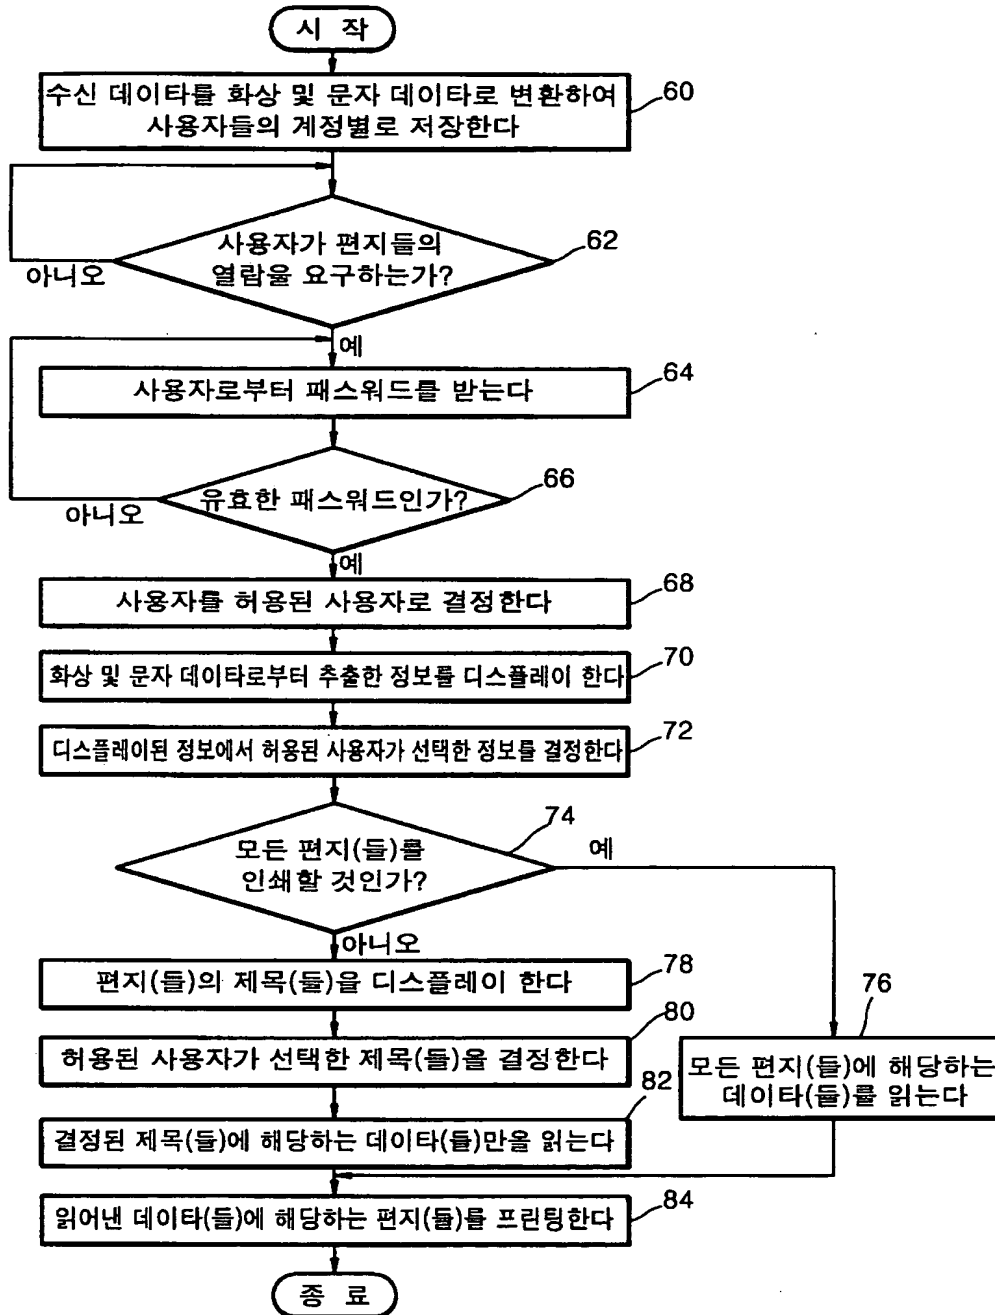 시 작
수신 데이타를 화상 및 문자 데이타로 변환하여
사용자들의 계정별로 저장한다
60
사용자가 편지들의
열람을 요구하는가?
62
아니오
예
사용자로부터 패스워드를 받는다
64
유효한 패스워드인가?
66
아니오
예
사용자를 허용된 사용자로 결정한다
68
화상 및 문자 데이타로부터 추출한 정보를 디스플레이 한다
70
디스플레이된 정보에서 허용된 사용자가 선택한 정보를 결정한다
72
모든 편지(들)를
인쇄할 것인가?
74
예
아니오
편지(들)의 제목(들)을 디스플레이 한다
78
76
허용된 사용자가 선택한 제목(들)을 결정한다
80
모든 편지(들)에 해당하는
데이타(들)를 읽는다
결정된 제목(들)에 해당하는 데이타(들)만을 읽는다
82
읽어낸 데이타(들)에 해당하는 편지(들)를 프린팅한다
84
종 료